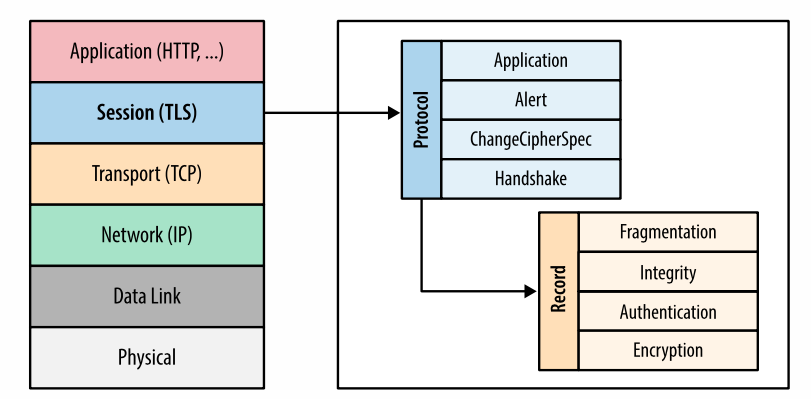 Application (HTTP, ...)
Session (TLS)
Transport (TCP)
Network (IP)
Data Link
Physical
Protocol
Application
Alert
ChangeCipherSpec
Handshake
Record
Fragmentation
Integrity
Authentication
Encryption